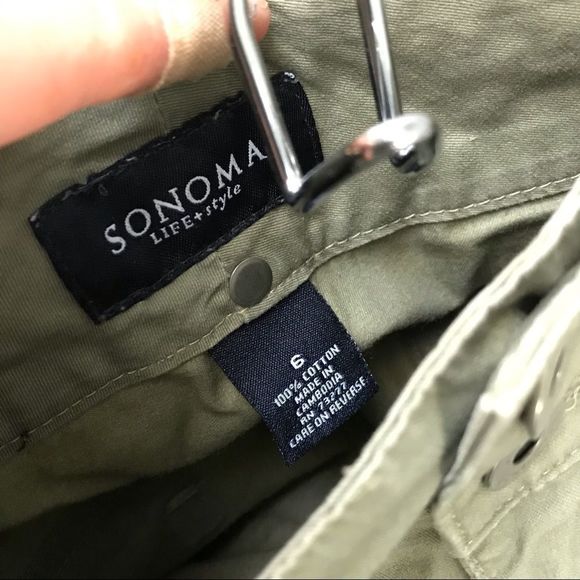 SONOMA
LIFE+style
6
100% COTTON
MADE IN
CAMBODIA
RN 73277
CARE ON REVERSE